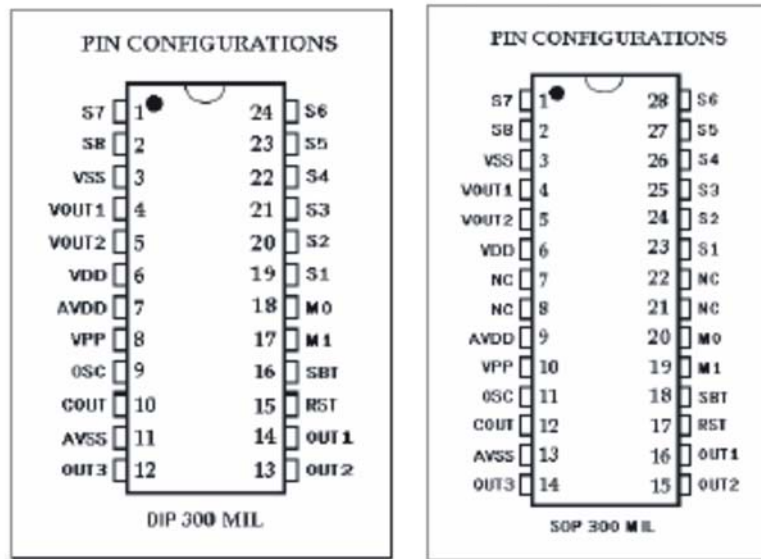 PIN CONFIGURATIONS
S7 1 24 S6
S8 2 23 S5
VSS 3 22 S4
VOUT1 4 21 S3
VOUT2 5 20 S2
VDD 6 19 S1
AVDD 7 18 M0
VPP 8 17 M1
OSC 9 16 SBT
COUT 10 15 RST
AVSS 11 14 OUT1
OUT3 12 13 OUT2
DIP 300 MIL
PIN CONFIGURATIONS
S7 1 28 S6
S8 2 27 S5
VSS 3 26 S4
VOUT1 4 25 S3
VOUT2 5 24 S2
VDD 6 23 S1
NC 7 22 NC
NC 8 21 NC
AVDD 9 20 M0
VPP 10 19 M1
OSC 11 18 SBT
COUT 12 17 RST
AVSS 13 16 OUT1
OUT3 14 15 OUT2
SOP 300 MIL